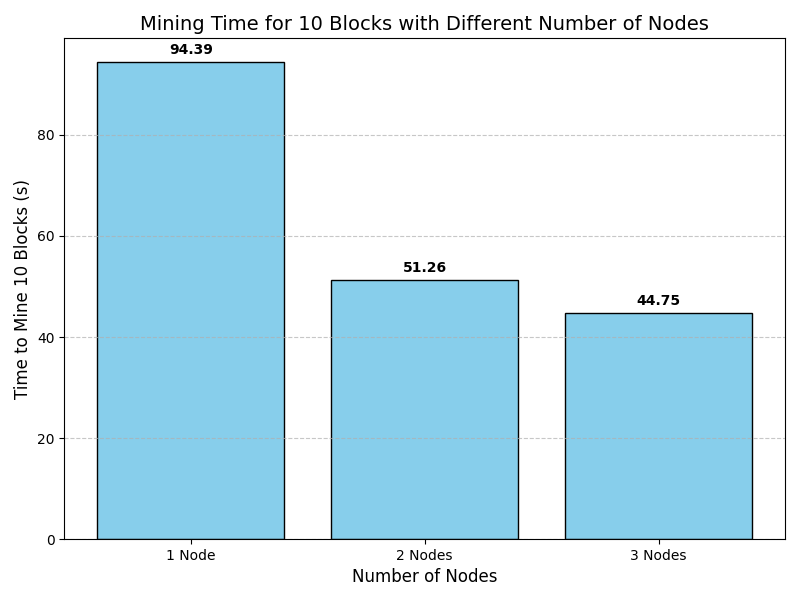 Mining Time for 10 Blocks with Different Number of Nodes
94.39
51.26
44.75
Time to Mine 10 Blocks (s)
80
60
40
20
0
1 Node
2 Nodes
3 Nodes
Number of Nodes